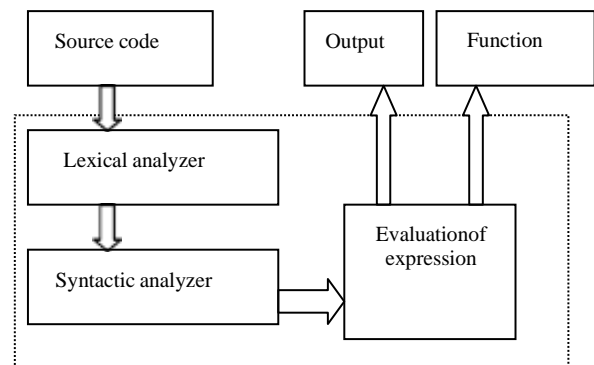 Source code
Output
Function
Lexical analyzer
Syntactic analyzer
Evaluationof
expression